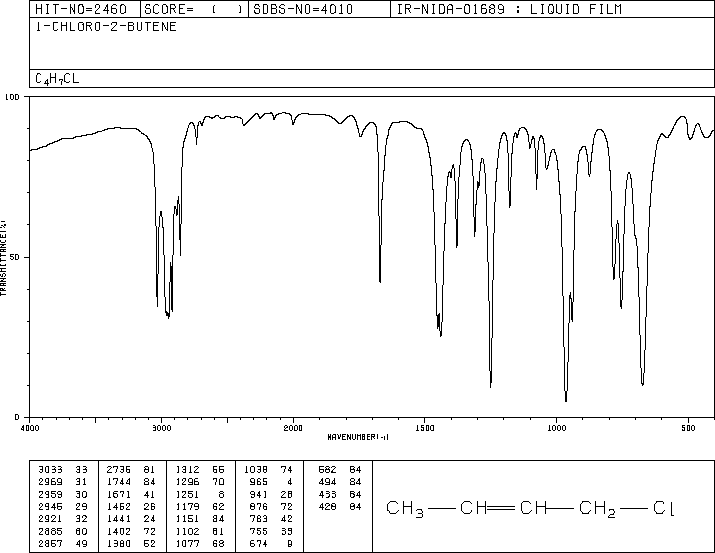 HIT-NO=2460 SCORE= ( ) SDBS-NO=4010 IR-NIDA-01689 : LIQUID FILM
1-CHLORO-2-BUTENE
C4H7CL
100
50
0
TRANSMITTANCE(%)
4000 3000 2000 1500 1000 500
WAVENUMBER(-1)
3033 33 2736 81 1312 55 1038 74 582 84
2969 31 1744 84 1296 70 965 4 494 84
2959 30 1671 41 1251 8 941 28 433 84
2945 29 1452 26 1179 62 876 72 428 84
2921 32 1441 24 1151 84 783 42
2885 60 1402 72 1102 81 755 33
2857 49 1380 52 1077 68 674 9
CH3—CH=CH—CH2—Cl